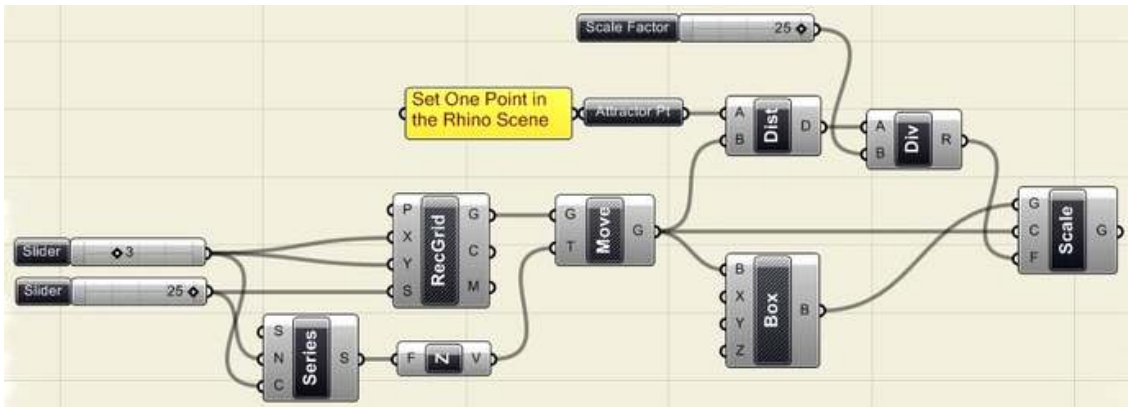 Scale Factor 25
Set One Point in
the Rhino Scene
Attractor Pt
A
B
Dist
D
A
B
Div
R
P
X
Y
S
RecGrid
G
C
M
G
T
Move
G
G
C
F
Scale
G
Slider 3
Slider 25
B
X
Y
Z
Box
B
S
N
C
Series
S
F
Z
V